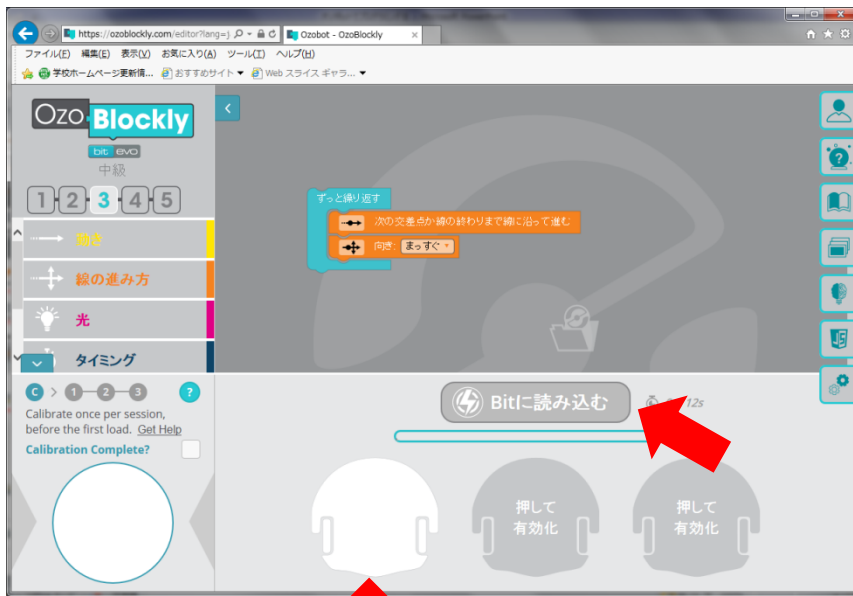 https://ozoblockly.com/editor?lang=j
Ozobot - OzoBlockly
ファイル(F) 編集(E) 表示(V) お気に入り(A) ツール(T) ヘルプ(H)
学校ホームページ更新情... おすすめサイト Web スライス ギャラ...
Ozo Blockly
bit evo
中級
1 2 3 4 5
動き
線の進み方
光
タイミング
ずっと繰り返す
次の交差点か線の終わりまで線に沿って進む
向き: まっすぐ
JS
C > 1 2 3 ?
Calibrate once per session,
before the first load. Get Help
Calibration Complete?
Bitに読み込む
12s
押して
有効化
押して
有効化